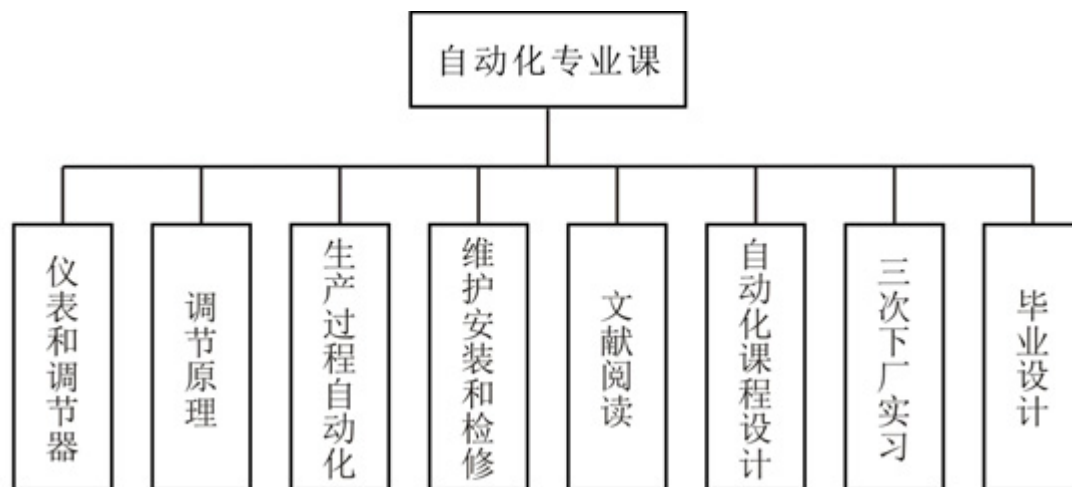 自动化专业课
仪表和调节器
调节原理
生产过程自动化
维护安装和检修
文献阅读
自动化课程设计
三次下厂实习
毕业设计